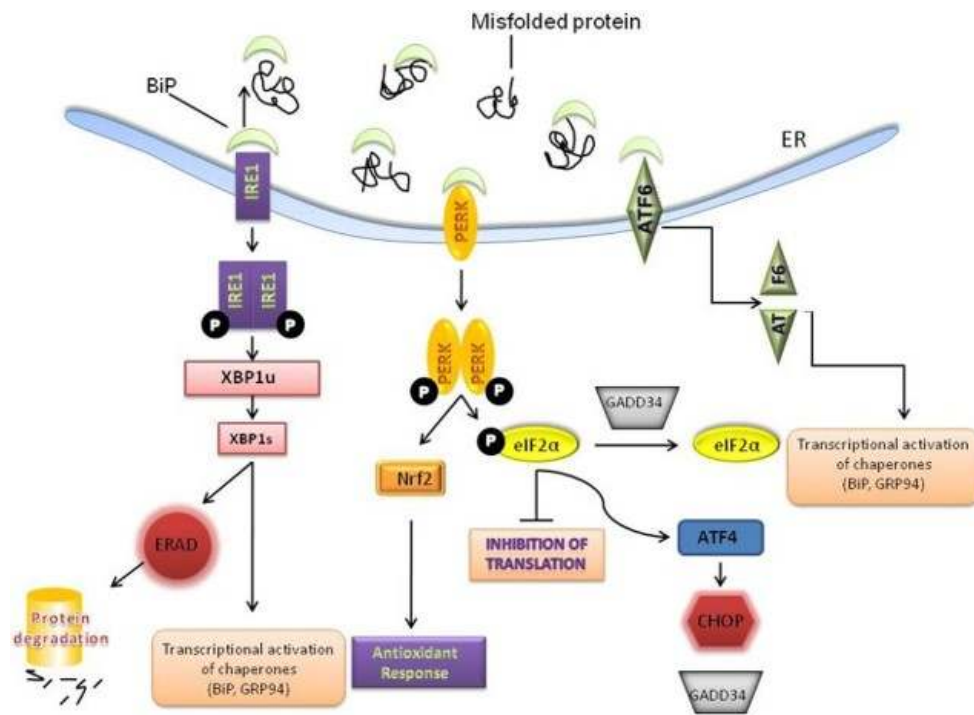 Misfolded protein
BiP
ER
IRE1
PERK
ATF6
IRE1
IRE1
P
P
F6
AT
XBP1u
PERK
PERK
P
P
GADD34
XBP1s
P
eIF2α
eIF2α
Transcriptional activation
of chaperones
(BiP, GRP94)
Nrf2
ERAD
INHIBITION OF
TRANSLATION
ATF4
Protein
degradation
CHOP
Transcriptional activation
of chaperones
(BiP, GRP94)
Antioxidant
Response
GADD34